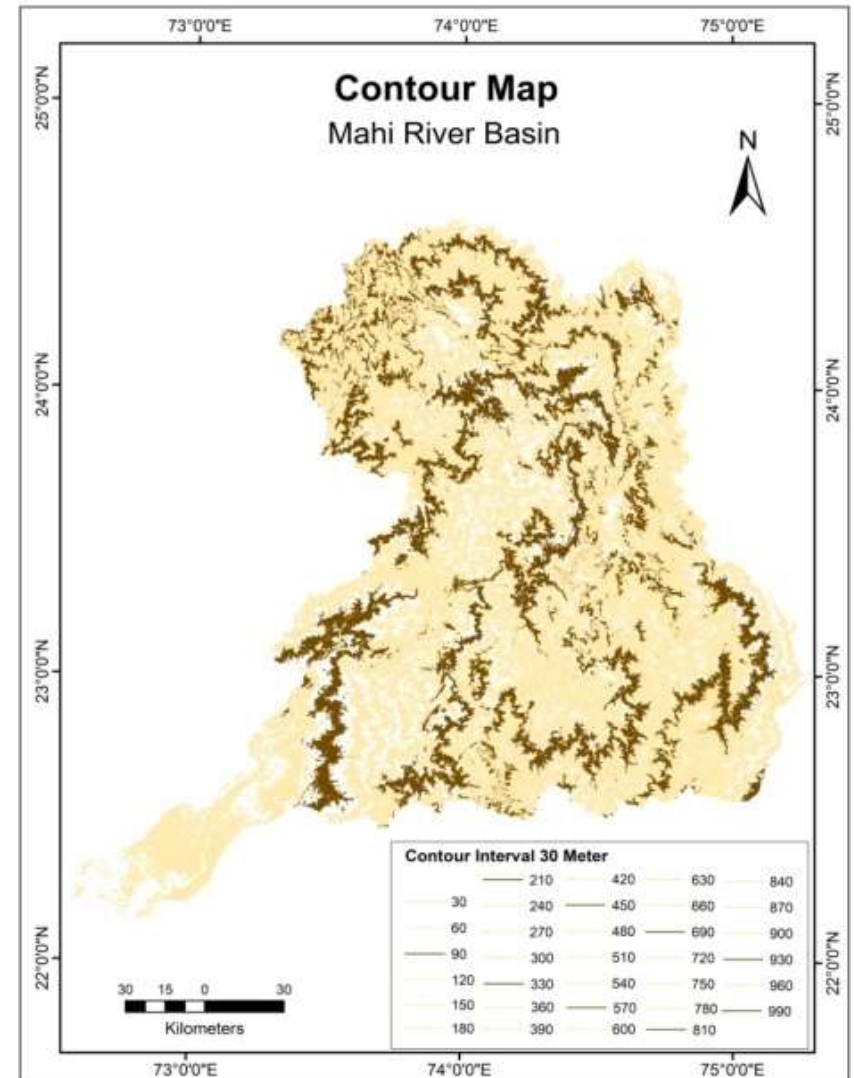 73°0'0"E 74°0'0"E 75°0'0"E
Contour Map
Mahi River Basin
N
25°0'0"N 25°0'0"N
24°0'0"N 24°0'0"N
23°0'0"N 23°0'0"N
22°0'0"N 22°0'0"N
Contour Interval 30 Meter
210 420 630 840
30 240 450 660 870
60 270 480 690 900
90 300 510 720 930
120 330 540 750 960
150 360 570 780 990
180 390 600 810
30 15 0 30
Kilometers
73°0'0"E 74°0'0"E 75°0'0"E